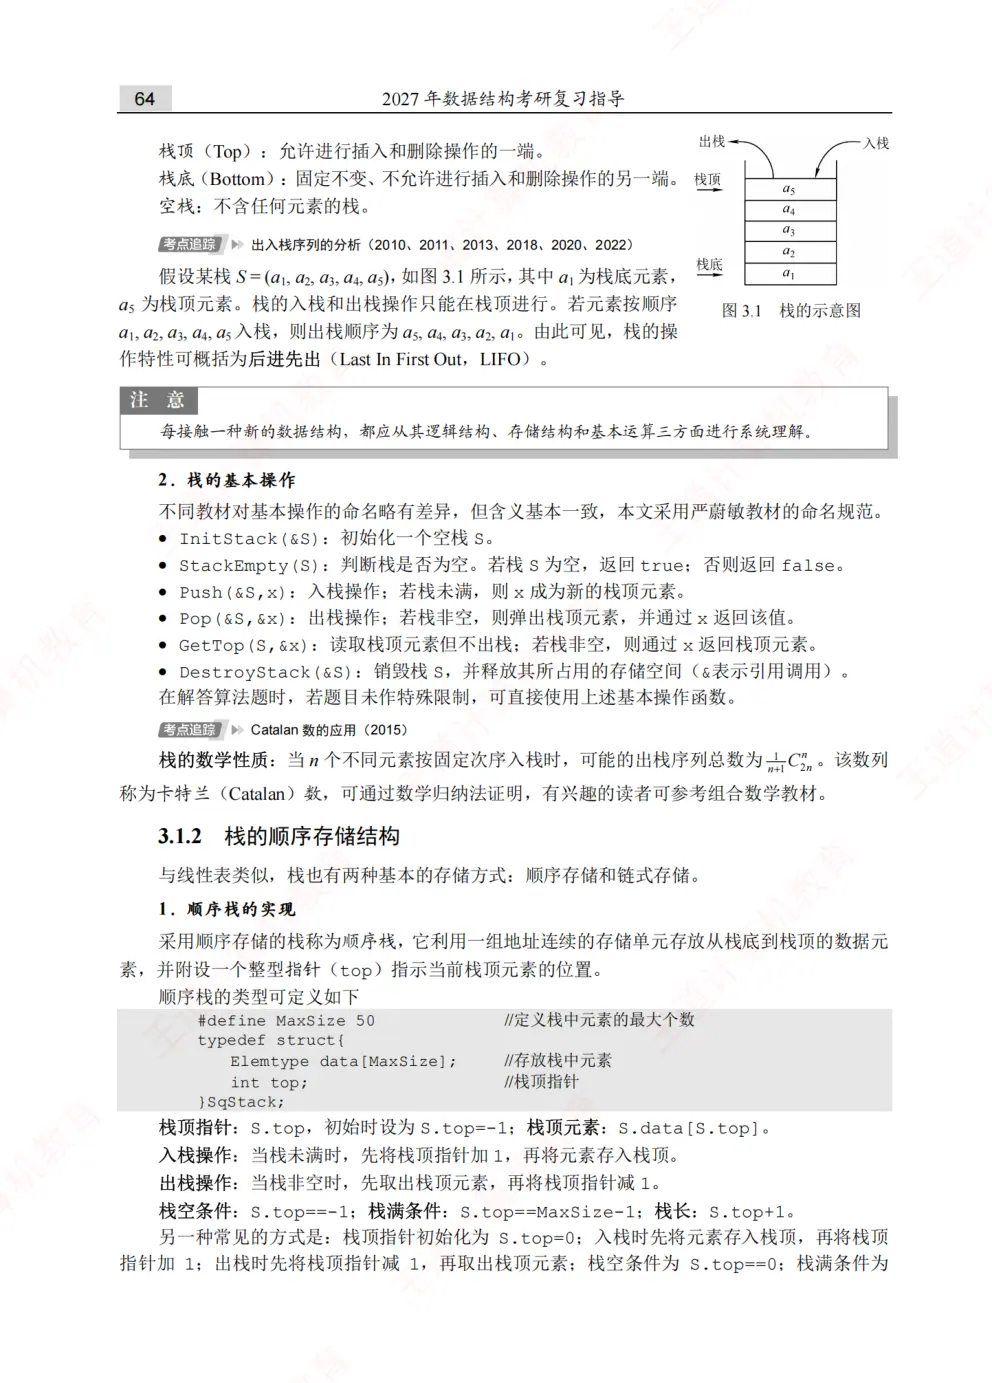 64
2027 年数据结构考研复习指导
栈顶（Top）：允许进行插入和删除操作的一端。
栈底（Bottom）：固定不变、不允许进行插入和删除操作的另一端。
空栈：不含任何元素的栈。
考点追踪 出入栈序列的分析（2010、2011、2013、2018、2020、2022）
假设某栈 S = (a1, a2, a3, a4, a5)，如图 3.1 所示，其中 a1 为栈底元素，
a5 为栈顶元素。栈的入栈和出栈操作只能在栈顶进行。若元素按顺序
a1, a2, a3, a4, a5 入栈，则出栈顺序为 a5, a4, a3, a2, a1。由此可见，栈的操
作特性可概括为后进先出（Last In First Out，LIFO）。
出栈
入栈
栈顶
a5
a4
a3
a2
栈底
a1
图 3.1 栈的示意图
注 意
每接触一种新的数据结构，都应从其逻辑结构、存储结构和基本运算三方面进行系统理解。
2．栈的基本操作
不同教材对基本操作的命名略有差异，但含义基本一致，本文采用严蔚敏教材的命名规范。
● InitStack(&S)：初始化一个空栈 S。
● StackEmpty(S)：判断栈是否为空。若栈 S 为空，返回 true；否则返回 false。
● Push(&S,x)：入栈操作；若栈未满，则 x 成为新的栈顶元素。
● Pop(&S,&x)：出栈操作；若栈非空，则弹出栈顶元素，并通过 x 返回该值。
● GetTop(S,&x)：读取栈顶元素但不出栈；若栈非空，则通过 x 返回栈顶元素。
● DestroyStack(&S)：销毁栈 S，并释放其所占用的存储空间（&表示引用调用）。
在解答算法题时，若题目未作特殊限制，可直接使用上述基本操作函数。
考点追踪 Catalan 数的应用（2015）
栈的数学性质：当 n 个不同元素按固定次序入栈时，可能的出栈序列总数为 1/(n+1) C_{2n}^{n} 。该数列
称为卡特兰（Catalan）数，可通过数学归纳法证明，有兴趣的读者可参考组合数学教材。
3.1.2 栈的顺序存储结构
与线性表类似，栈也有两种基本的存储方式：顺序存储和链式存储。
1．顺序栈的实现
采用顺序存储的栈称为顺序栈，它利用一组地址连续的存储单元存放从栈底到栈顶的数据元
素，并附设一个整型指针（top）指示当前栈顶元素的位置。
顺序栈的类型可定义如下
#define MaxSize 50 //定义栈中元素的最大个数
typedef struct{
Elemtype data[MaxSize]; //存放栈中元素
int top; //栈顶指针
}SqStack;
栈顶指针：S.top，初始时设为 S.top=-1；栈顶元素：S.data[S.top]。
入栈操作：当栈未满时，先将栈顶指针加 1，再将元素存入栈顶。
出栈操作：当栈非空时，先取出栈顶元素，再将栈顶指针减 1。
栈空条件：S.top==-1；栈满条件：S.top==MaxSize-1；栈长：S.top+1。
另一种常见的方式是：栈顶指针初始化为 S.top=0；入栈时先将元素存入栈顶，再将栈顶
指针加 1；出栈时先将栈顶指针减 1，再取出栈顶元素；栈空条件为 S.top==0；栈满条件为